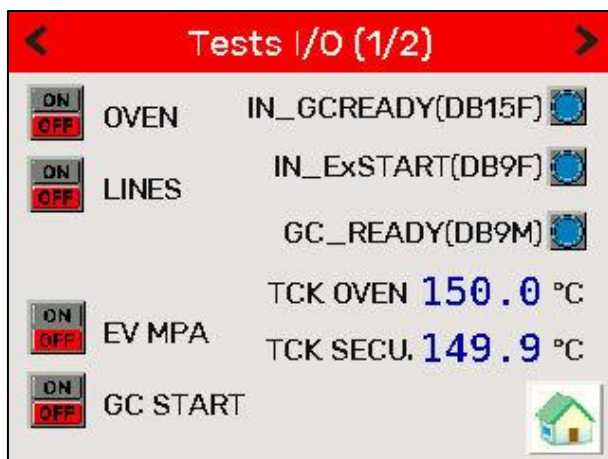 Tests I/O (1/2)
ON
OFF
OVEN
IN_GCREADY(DB15F)
ON
OFF
LINES
IN_ExSTART(DB9F)
GC_READY(DB9M)
TCK OVEN 150.0 °C
ON
OFF
EV MPA
TCK SECU. 149.9 °C
ON
OFF
GC START